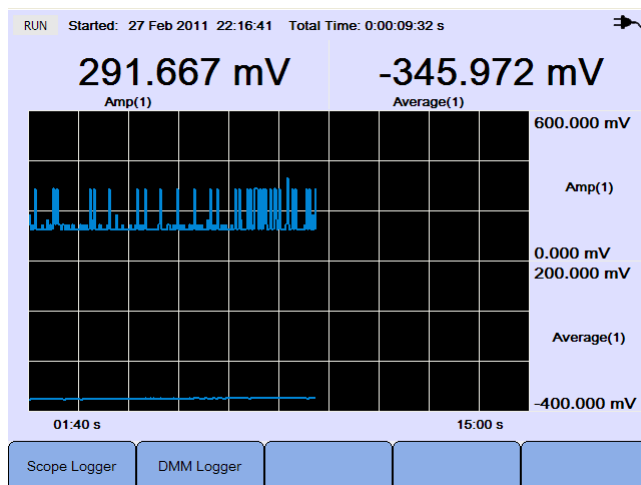 RUN Started: 27 Feb 2011 22:16:41 Total Time: 0:00:09:32 s
291.667 mV -345.972 mV
Amp(1) Average(1)
600.000 mV
Amp(1)
0.000 mV
200.000 mV
Average(1)
-400.000 mV
01:40 s 15:00 s
Scope Logger DMM Logger